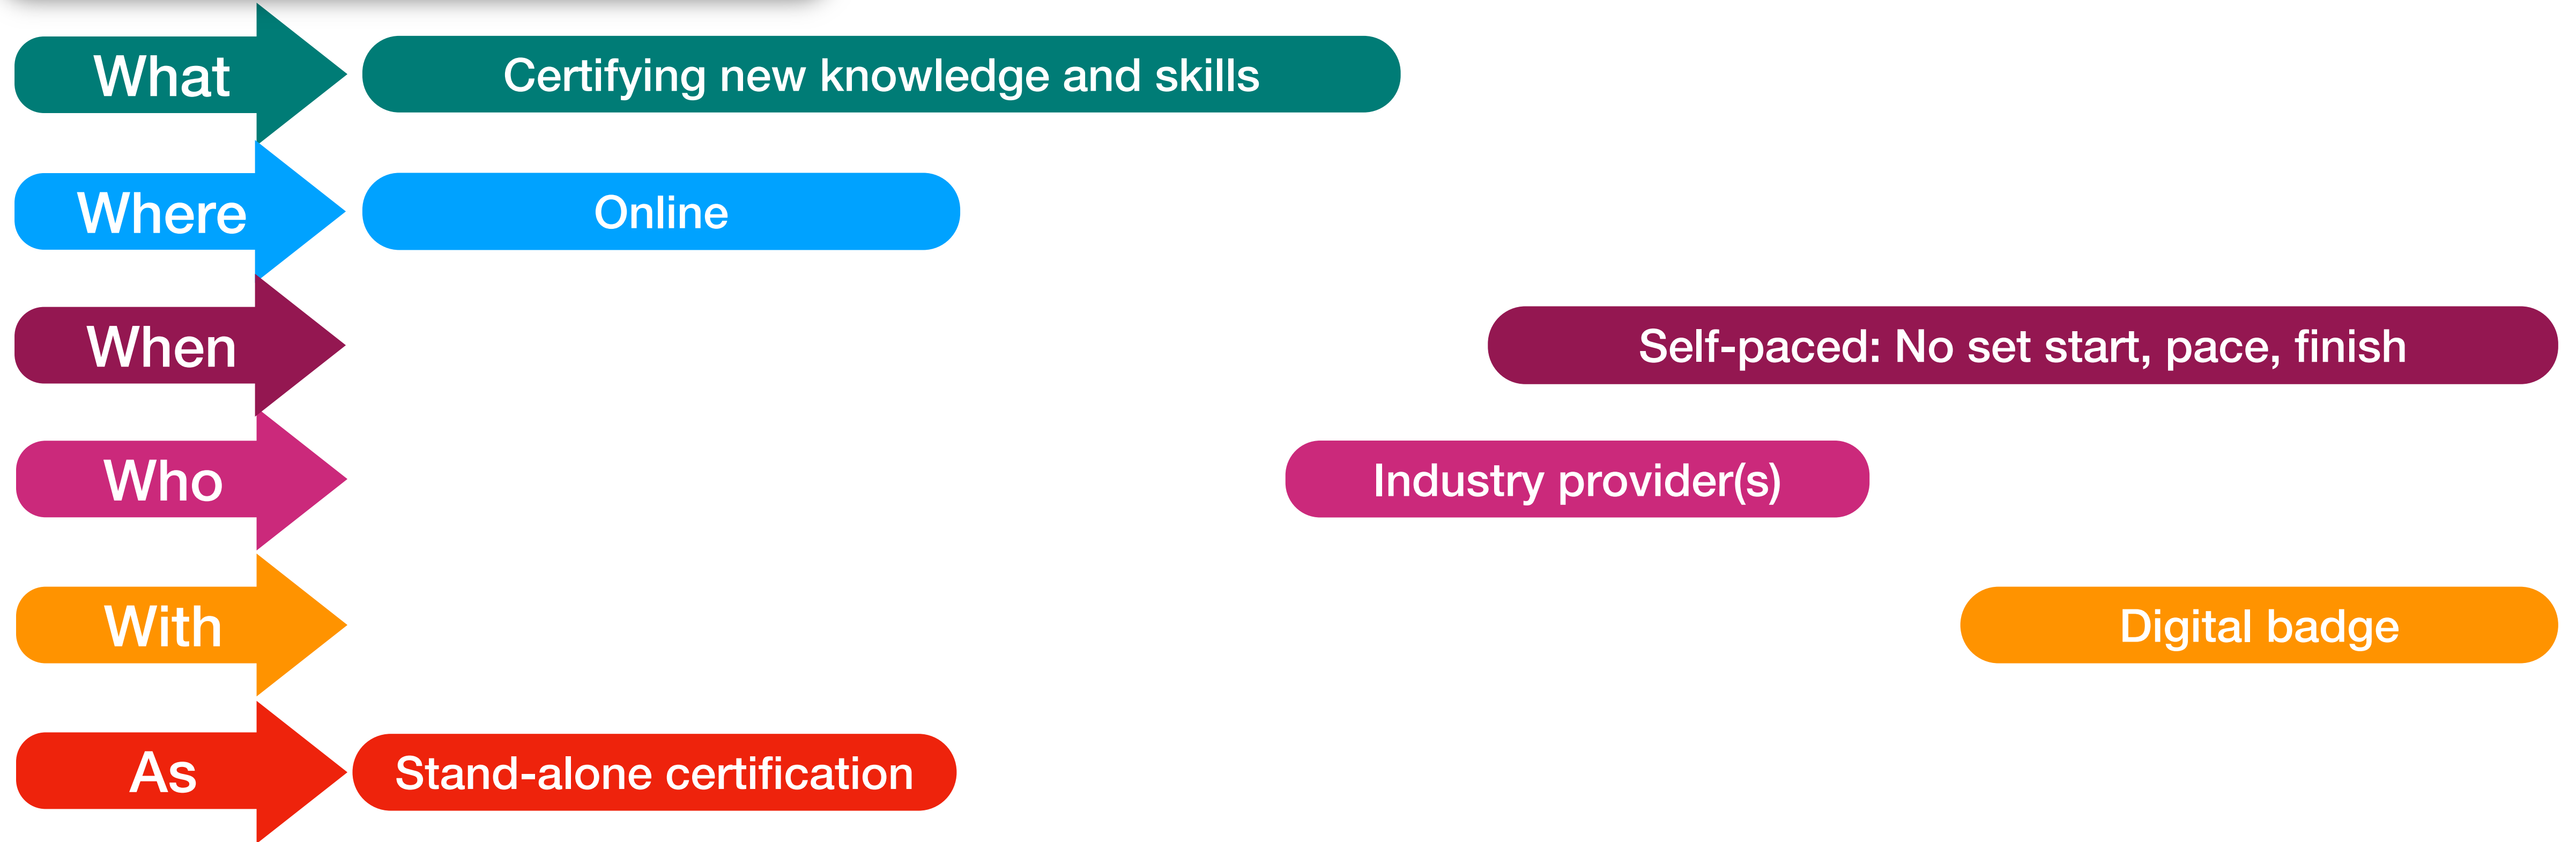 What
Certifying new knowledge and skills
Where
Online
When
Self-paced: No set start, pace, finish
Who
Industry provider(s)
With
Digital badge
As
Stand-alone certification